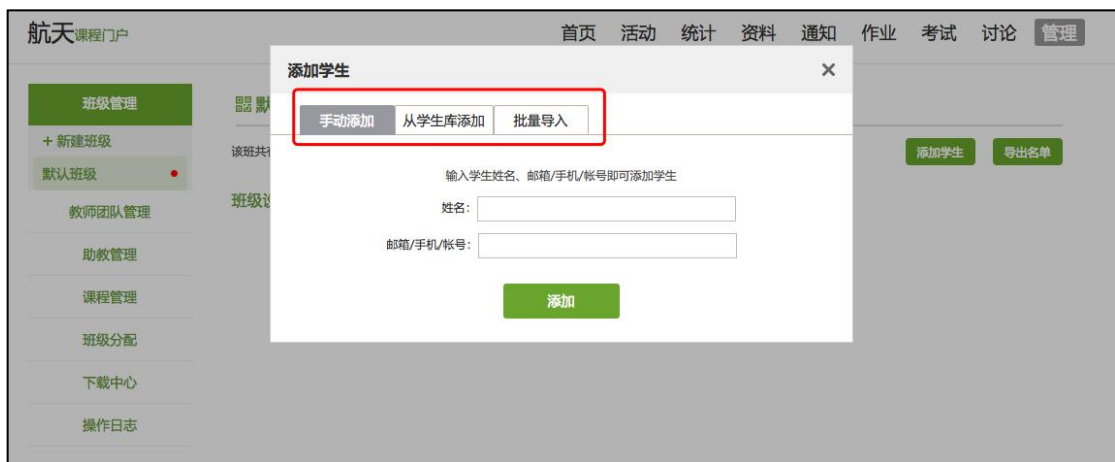 航天课程门户 首页 活动 统计 资料 通知 作业 考试 讨论 管理
添加学生 ×
班级管理
手动添加 从学生库添加 批量导入
+ 新建班级
该班共 添加学生 导出名单
默认班级
输入学生姓名、邮箱/手机/帐号即可添加学生
班级
教师团队管理
姓名:
邮箱/手机/帐号:
助教管理
课程管理
添加
班级分配
下载中心
操作日志